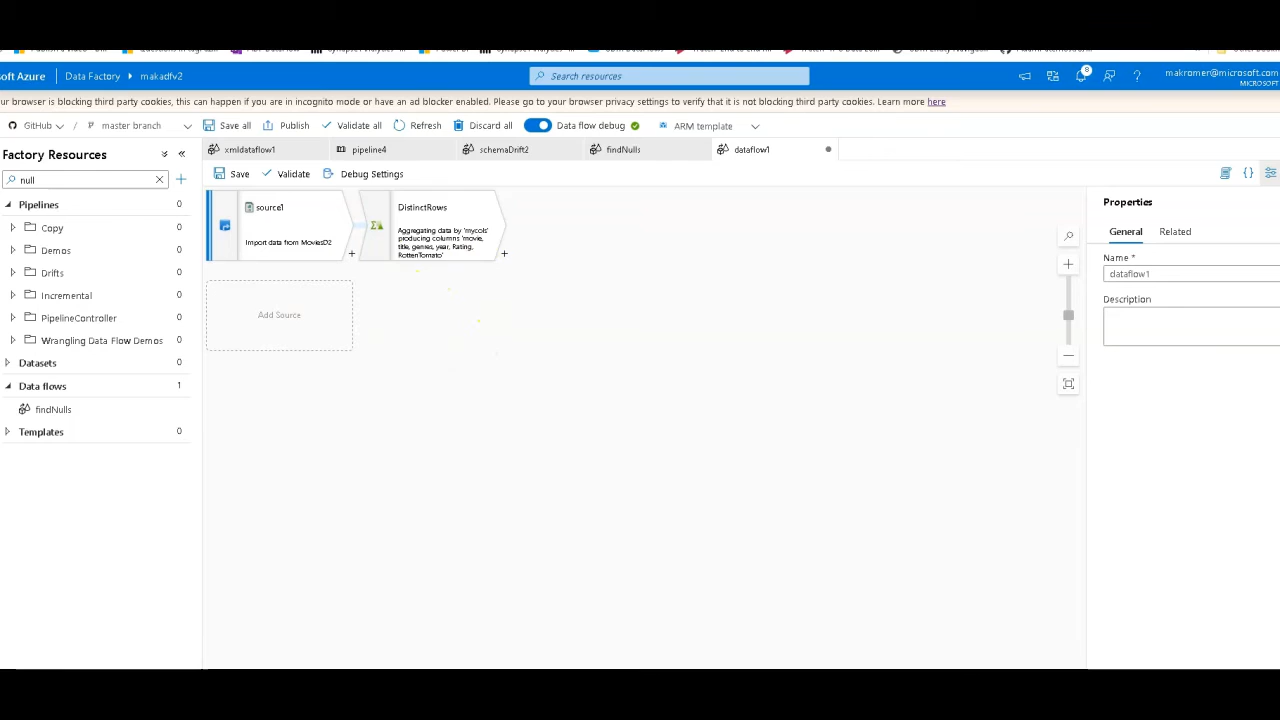 soft Azure
Data Factory
makadfv2
Search resources
8
makromer@microsoft.com
MICROSOFT
ur browser is blocking third party cookies, this can happen if you are in incognito mode or have an ad blocker enabled. Please go to your browser privacy settings to verify that it is not blocking third party cookies. Learn more here
GitHub / master branch
Save all
Publish
Validate all
Refresh
Discard all
Data flow debug
ARM template
Factory Resources
xmldataflow1
pipeline4
schemaDrift2
findNulls
dataflow1
null
Save
Validate
Debug Settings
Pipelines 0
Copy 0
Demos 0
Drifts 0
Incremental 0
PipelineController 0
Wrangling Data Flow Demos 0
Datasets 0
Data flows 1
findNulls
Templates 0
source1
Import data from MoviesD2
+
DistinctRows
Aggregating data by 'mycols'
producing columns 'movie,
title, genres, year, Rating,
RottenTomato'
+
Add Source
Properties
General
Related
Name *
dataflow1
Description